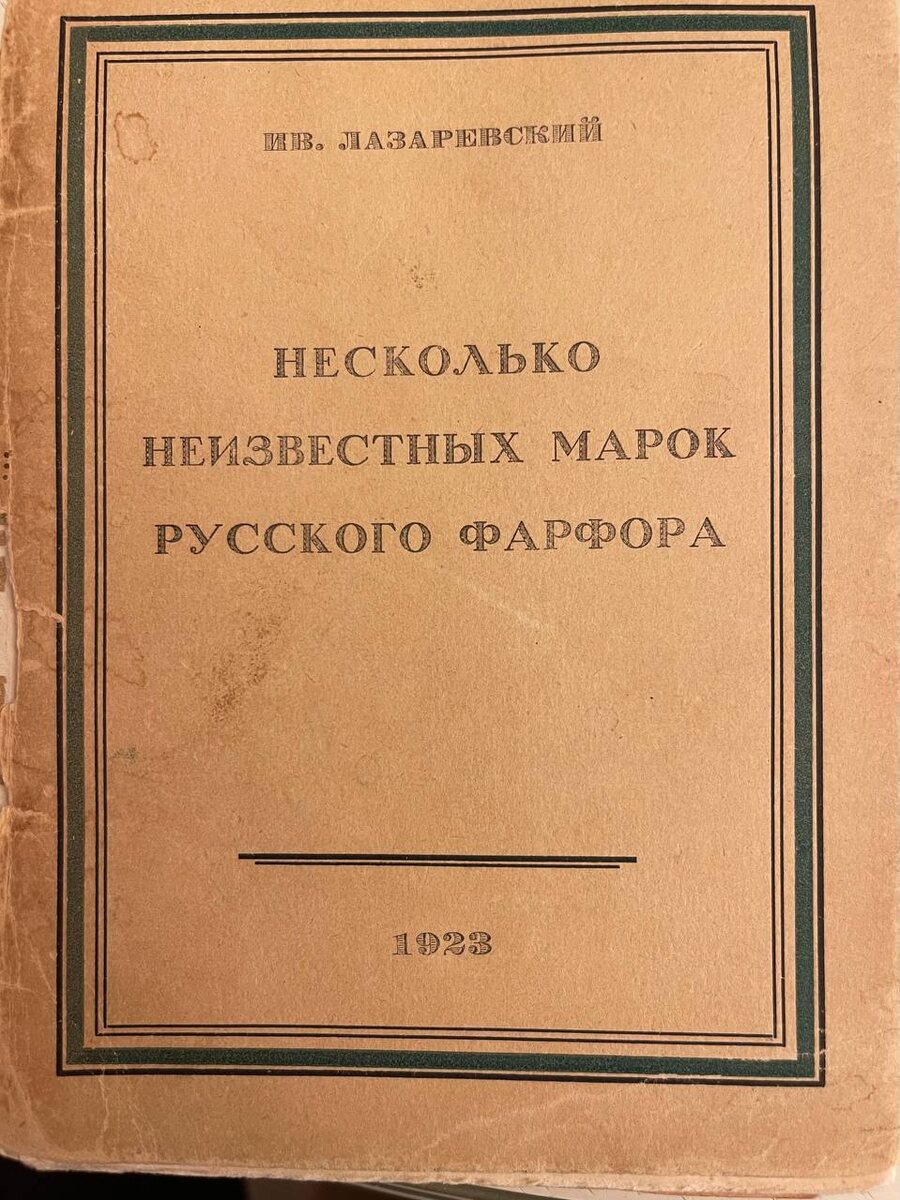 ИВ. ЛАЗАРЕВСКИЙ
НЕСКОЛЬКО
НЕИЗВЕСТНЫХ МАРОК
РУССКОГО ФАРФОРА
1923